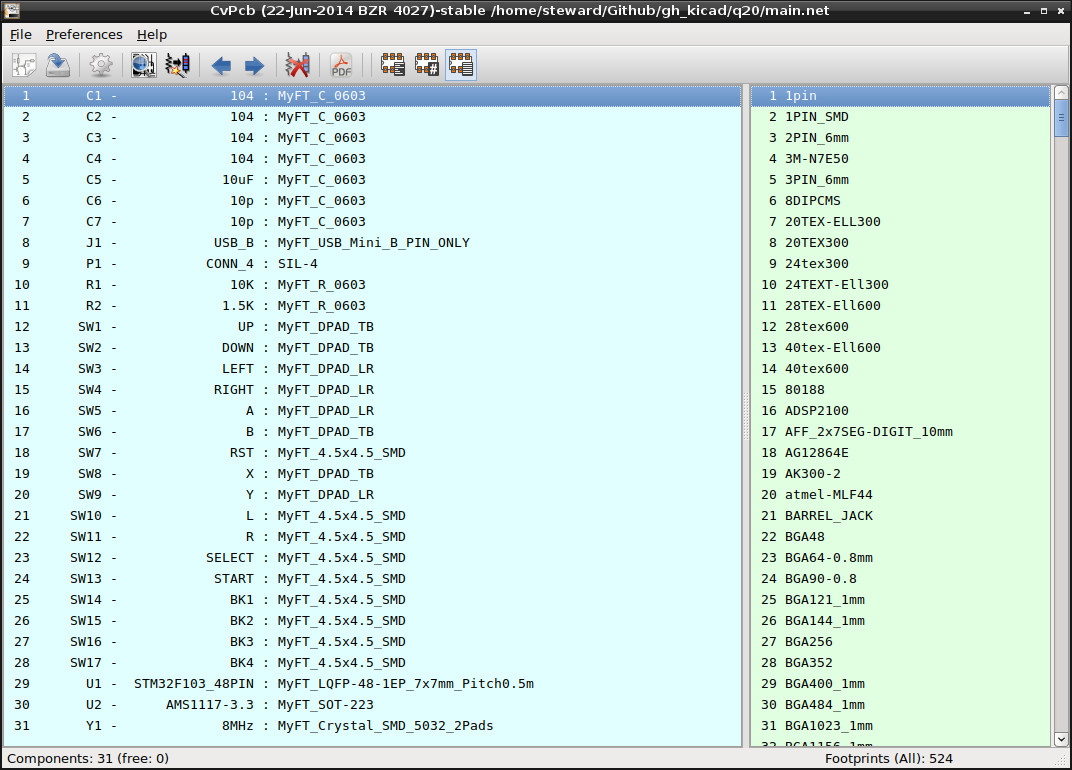 CvPcb (22-Jun-2014 BZR 4027)-stable /home/steward/Github/gh_kicad/q20/main.net
File Preferences Help
PDF
1 C1 - 104 : MyFT_C_0603
2 C2 - 104 : MyFT_C_0603
3 C3 - 104 : MyFT_C_0603
4 C4 - 104 : MyFT_C_0603
5 C5 - 10uF : MyFT_C_0603
6 C6 - 10p : MyFT_C_0603
7 C7 - 10p : MyFT_C_0603
8 J1 - USB_B : MyFT_USB_Mini_B_PIN_ONLY
9 P1 - CONN_4 : SIL-4
10 R1 - 10K : MyFT_R_0603
11 R2 - 1.5K : MyFT_R_0603
12 SW1 - UP : MyFT_DPAD_TB
13 SW2 - DOWN : MyFT_DPAD_TB
14 SW3 - LEFT : MyFT_DPAD_LR
15 SW4 - RIGHT : MyFT_DPAD_LR
16 SW5 - A : MyFT_DPAD_LR
17 SW6 - B : MyFT_DPAD_TB
18 SW7 - RST : MyFT_4.5x4.5_SMD
19 SW8 - X : MyFT_DPAD_TB
20 SW9 - Y : MyFT_DPAD_LR
21 SW10 - L : MyFT_4.5x4.5_SMD
22 SW11 - R : MyFT_4.5x4.5_SMD
23 SW12 - SELECT : MyFT_4.5x4.5_SMD
24 SW13 - START : MyFT_4.5x4.5_SMD
25 SW14 - BK1 : MyFT_4.5x4.5_SMD
26 SW15 - BK2 : MyFT_4.5x4.5_SMD
27 SW16 - BK3 : MyFT_4.5x4.5_SMD
28 SW17 - BK4 : MyFT_4.5x4.5_SMD
29 U1 - STM32F103_48PIN : MyFT_LQFP-48-1EP_7x7mm_Pitch0.5m
30 U2 - AMS1117-3.3 : MyFT_SOT-223
31 Y1 - 8MHz : MyFT_Crystal_SMD_5032_2Pads
1 1pin
2 1PIN_SMD
3 2PIN_6mm
4 3M-N7E50
5 3PIN_6mm
6 8DIPCMS
7 20TEX-ELL300
8 20TEX300
9 24tex300
10 24TEXT-Ell300
11 28TEX-Ell600
12 28tex600
13 40tex-Ell600
14 40tex600
15 80188
16 ADSP2100
17 AFF_2x7SEG-DIGIT_10mm
18 AG12864E
19 AK300-2
20 atmel-MLF44
21 BARREL_JACK
22 BGA48
23 BGA64-0.8mm
24 BGA90-0.8
25 BGA121_1mm
26 BGA144_1mm
27 BGA256
28 BGA352
29 BGA400_1mm
30 BGA484_1mm
31 BGA1023_1mm
32 BGA1156_1mm
Components: 31 (free: 0)
Footprints (All): 524